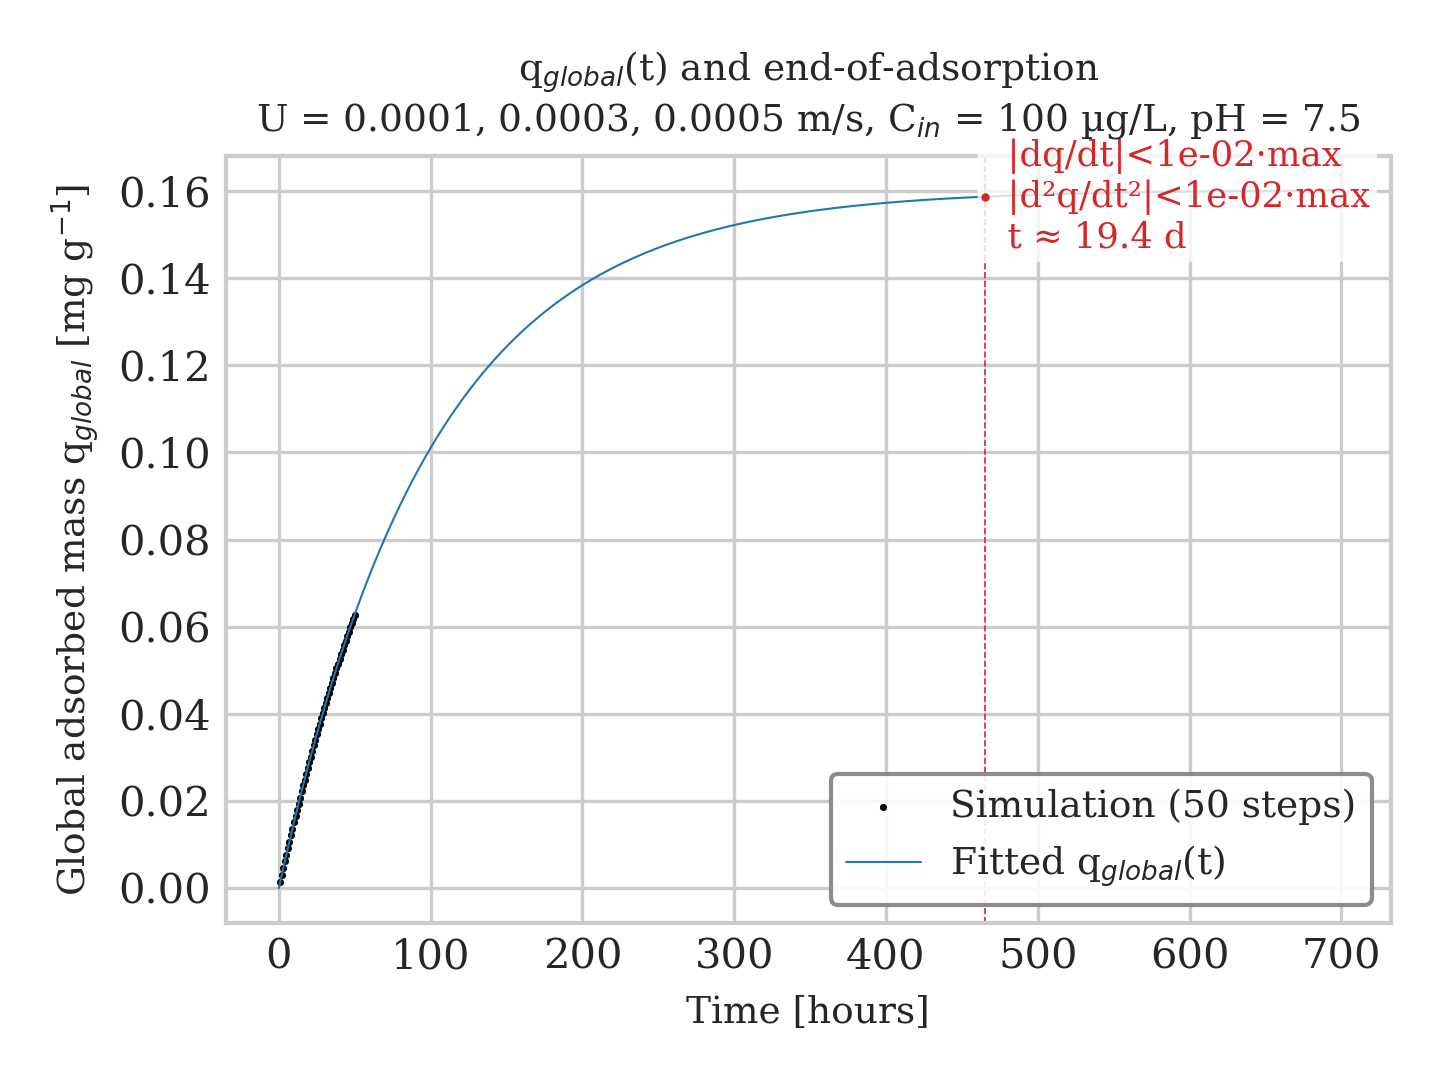 q_global(t) and end-of-adsorption
U = 0.0001, 0.0003, 0.0005 m/s, C_in = 100 µg/L, pH = 7.5
|dq/dt|<1e-02·max
|d²q/dt²|<1e-02·max
t ≈ 19.4 d
Global adsorbed mass q_global [mg g⁻¹]
0.16
0.14
0.12
0.10
0.08
0.06
0.04
0.02
0.00
Simulation (50 steps)
Fitted q_global(t)
0 100 200 300 400 500 600 700
Time [hours]